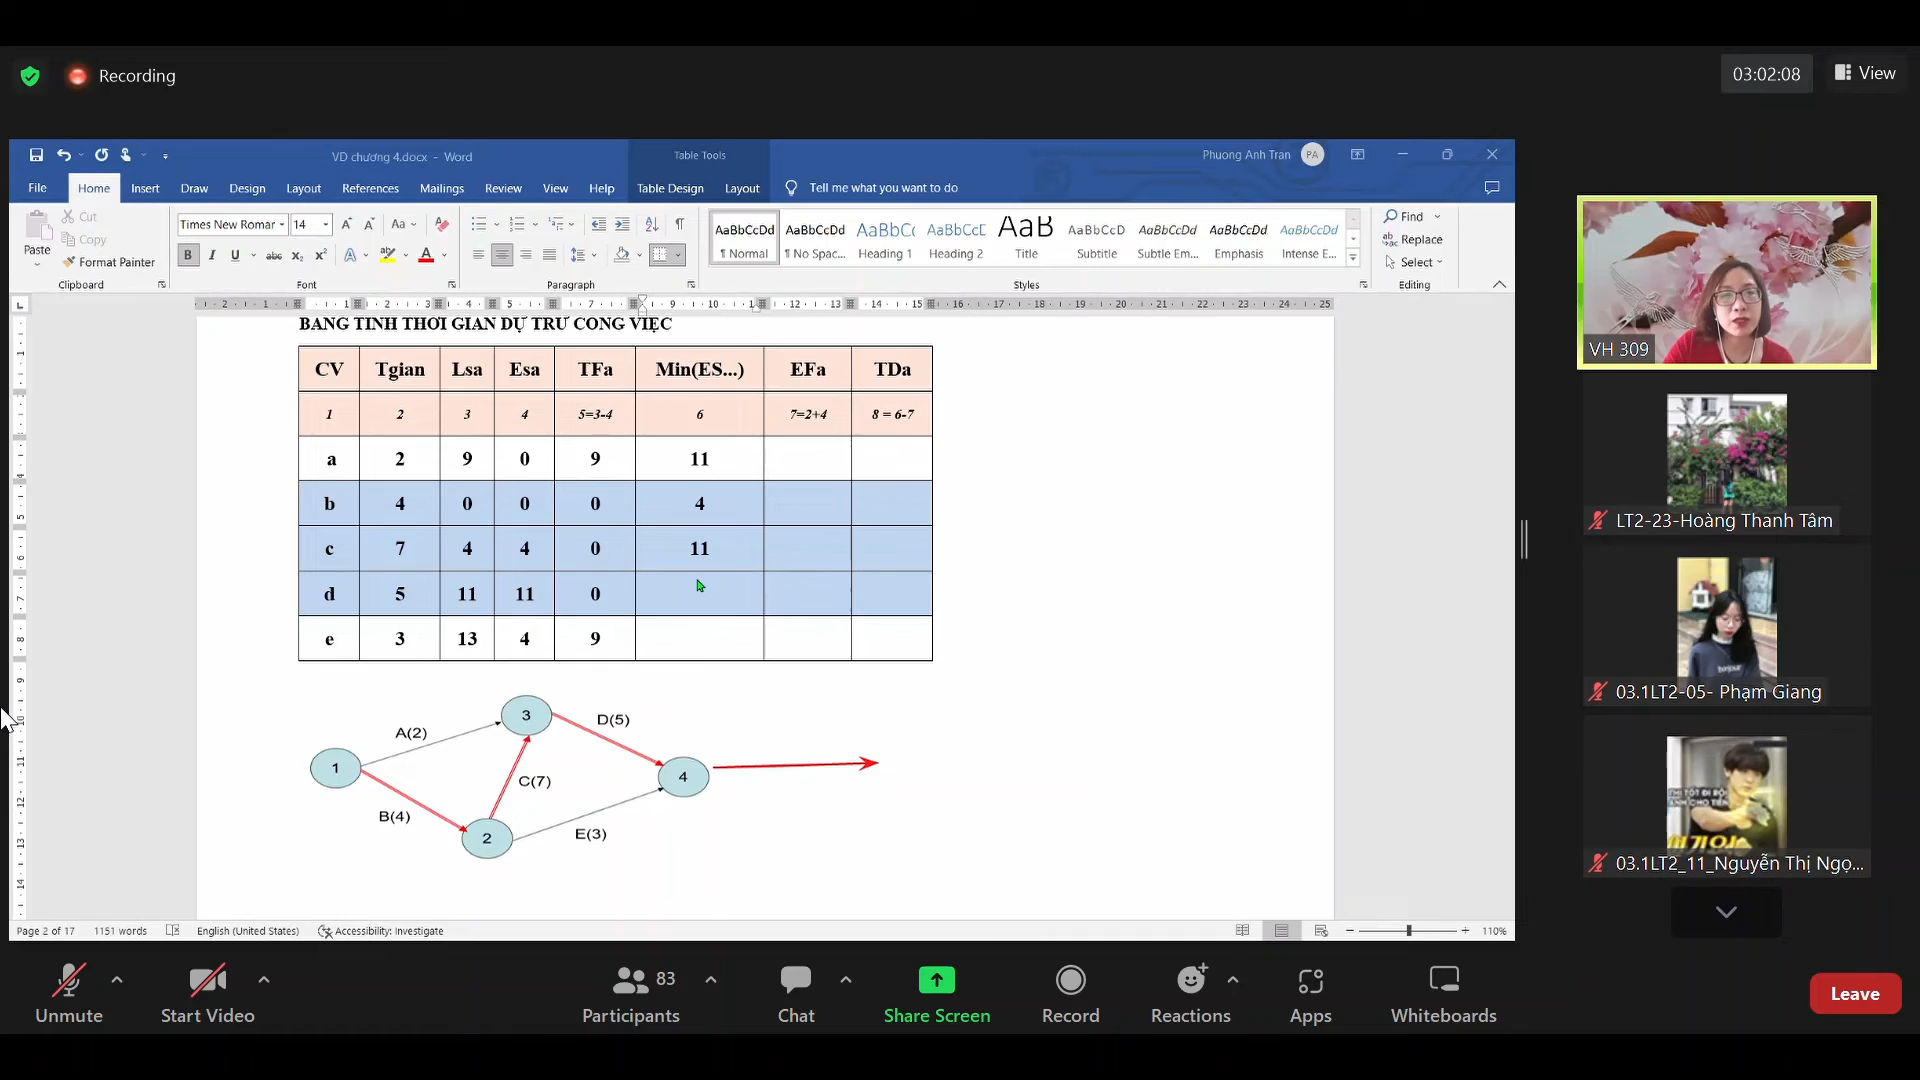 Recording
03:02:08
View
VD chương 4.docx - Word
Table Tools
Phuong Anh Tran
PA
File
Home
Insert
Draw
Design
Layout
References
Mailings
Review
View
Help
Table Design
Layout
Tell me what you want to do
Paste
Cut
Copy
Format Painter
Clipboard
Times New Roman
14
Font
Paragraph
AaBbCcDd
¶ Normal
AaBbCcDd
¶ No Spac...
AaBbCc
Heading 1
AaBbCcD
Heading 2
AaB
Title
AaBbCcD
Subtitle
AaBbCcDd
Subtle Em...
AaBbCcDd
Emphasis
AaBbCcDd
Intense E...
Styles
Find
Replace
Select
Editing
BẢNG TÍNH THỜI GIAN DỰ TRỮ CÔNG VIỆC
CV Tgian Lsa Esa TFa Min(ES...) EFa TDa
1 2 3 4 5=3-4 6 7=2+4 8 = 6-7
a 2 9 0 9 11
b 4 0 0 0 4
c 7 4 4 0 11
d 5 11 11 0
e 3 13 4 9
3
D(5)
A(2)
1
C(7)
4
B(4)
2
E(3)
Page 2 of 17
1151 words
English (United States)
Accessibility: Investigate
110%
VH 309
LT2-23-Hoàng Thanh Tâm
03.1LT2-05- Phạm Giang
03.1LT2_11_Nguyễn Thị Ngọ...
Unmute
Start Video
83
Participants
Chat
Share Screen
Record
Reactions
Apps
Whiteboards
Leave